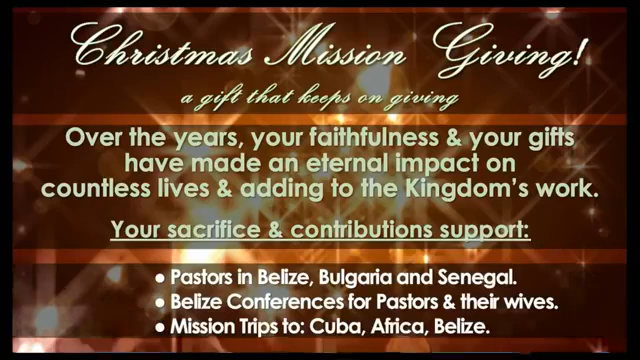 Christmas Mission Giving!
a gift that keeps on giving
Over the years, your faithfulness & your gifts
have made an eternal impact on
countless lives & adding to the Kingdom's work.
Your sacrifice & contributions support:
● Pastors in Belize, Bulgaria and Senegal.
● Belize Conferences for Pastors & their wives.
● Mission Trips to: Cuba, Africa, Belize.